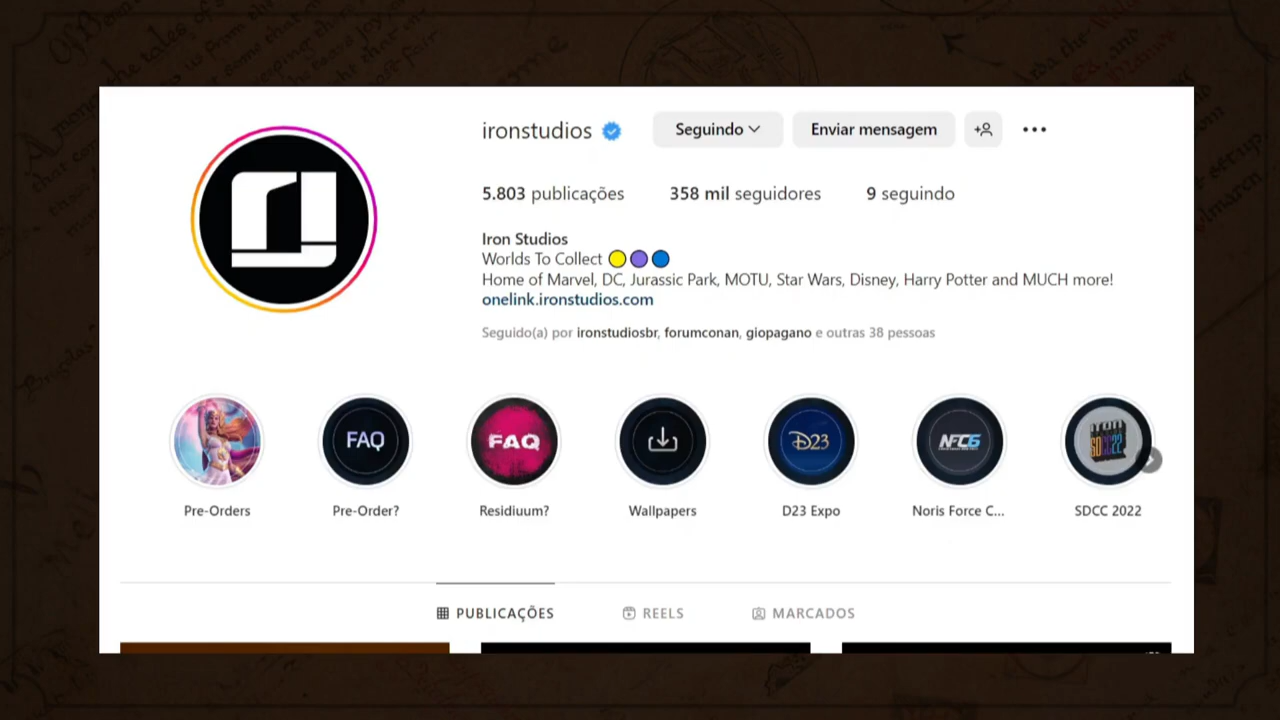 ironstudios
Seguindo
Enviar mensagem
5.803 publicações
358 mil seguidores
9 seguindo
Iron Studios
Worlds To Collect
Home of Marvel, DC, Jurassic Park, MOTU, Star Wars, Disney, Harry Potter and MUCH more!
onelink.ironstudios.com
Seguido(a) por ironstudiosbr, forumconan, giopagano e outras 38 pessoas
FAQ
FAQ
D23
NFC6
IRON
SDCC22
Pre-Orders
Pre-Order?
Residiuum?
Wallpapers
D23 Expo
Noris Force C...
SDCC 2022
PUBLICAÇÕES
REELS
MARCADOS